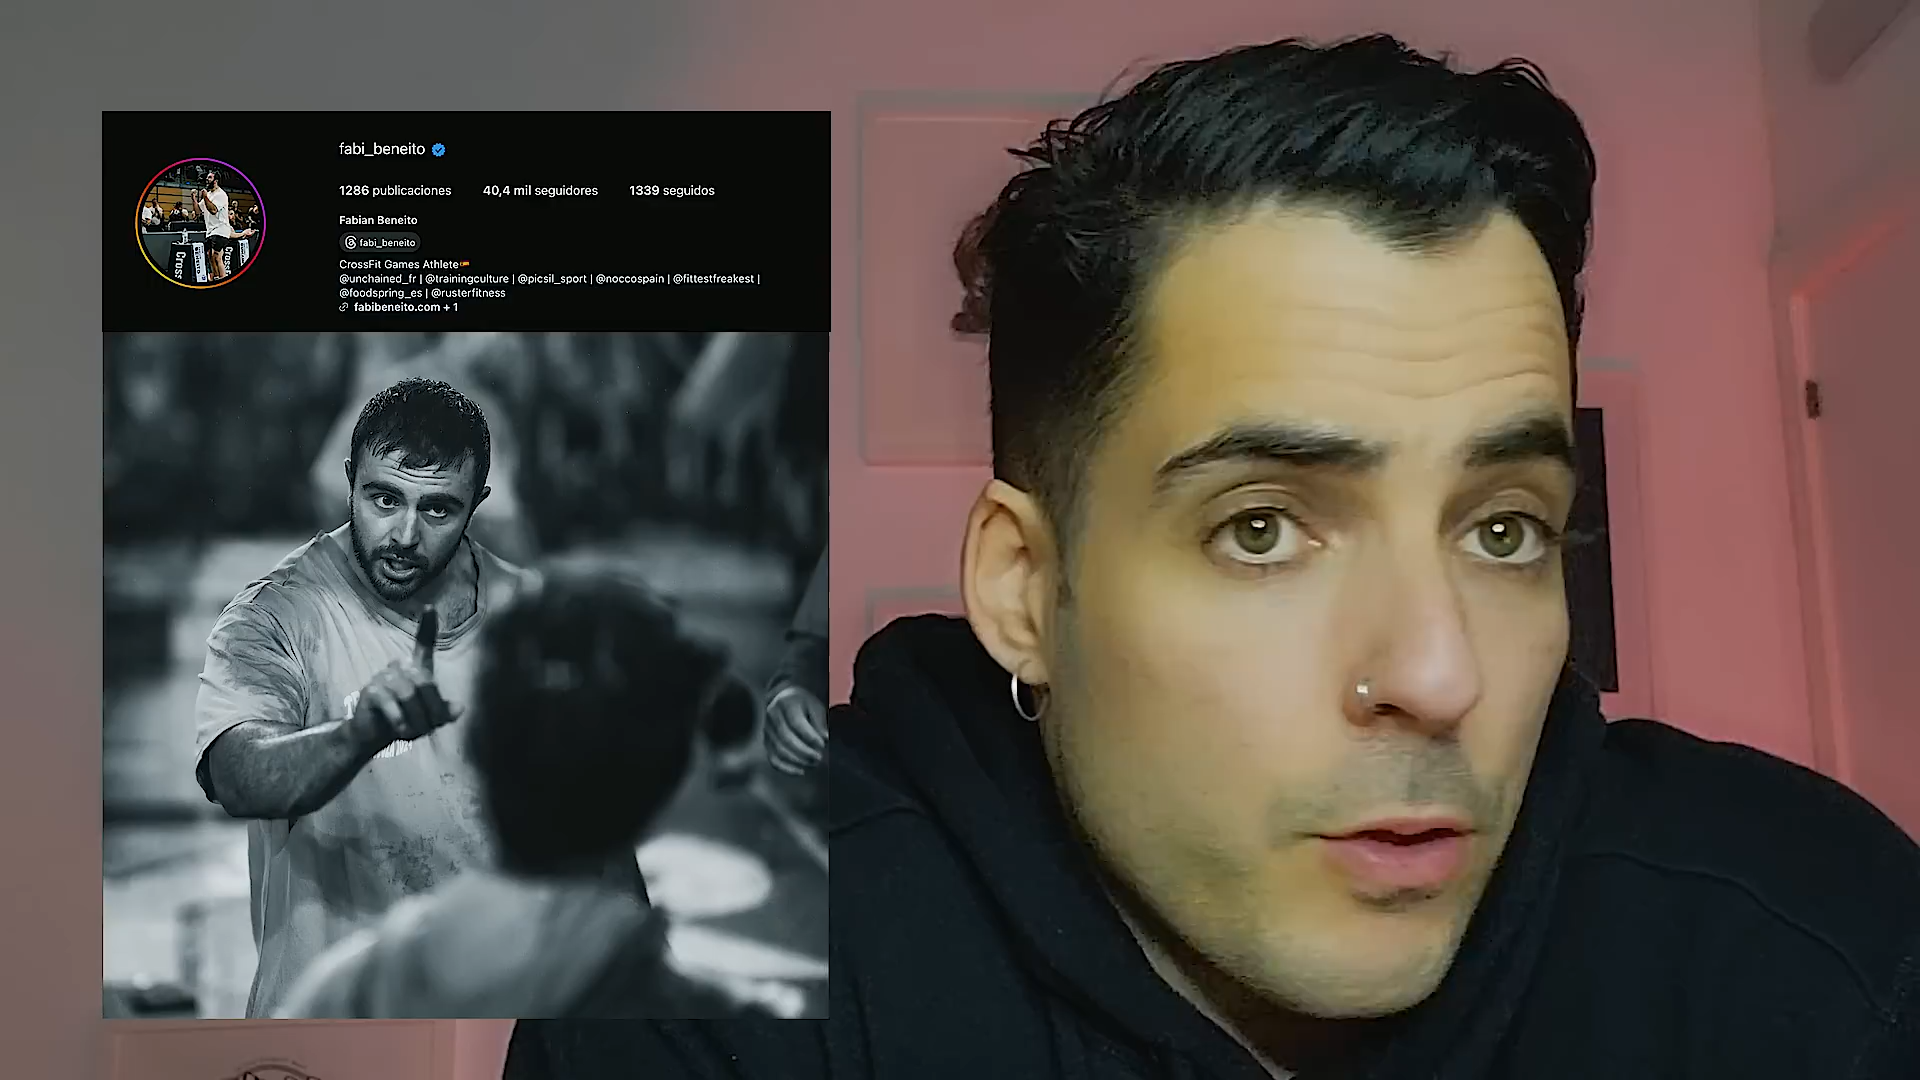 fabi_beneito
1286 publicaciones 40,4 mil seguidores 1339 seguidos
Fabian Beneito
fabi_beneito
CrossFit Games Athlete🇪🇸
@unchained_fr | @trainingculture | @picsil_sport | @noccospain | @fittestfreakest |
@foodspring_es | @rusterfitness
fabibeneito.com + 1